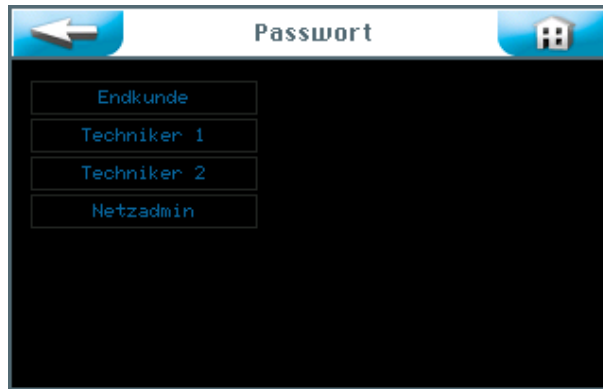 Passwort
Endkunde
Techniker 1
Techniker 2
Netzadmin